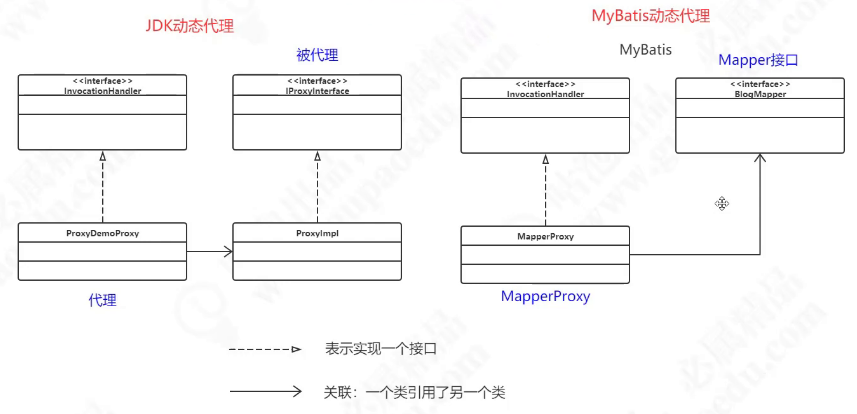 JDK动态代理
MyBatis动态代理
被代理
MyBatis
Mapper接口
<<interface>>
InvocationHandler
<<interface>>
IProxyInterface
<<interface>>
InvocationHandler
<<interface>>
BlogMapper
ProxyDemoProxy
ProxyImpl
MapperProxy
代理
MapperProxy
表示实现一个接口
关联：一个类引用了另一个类